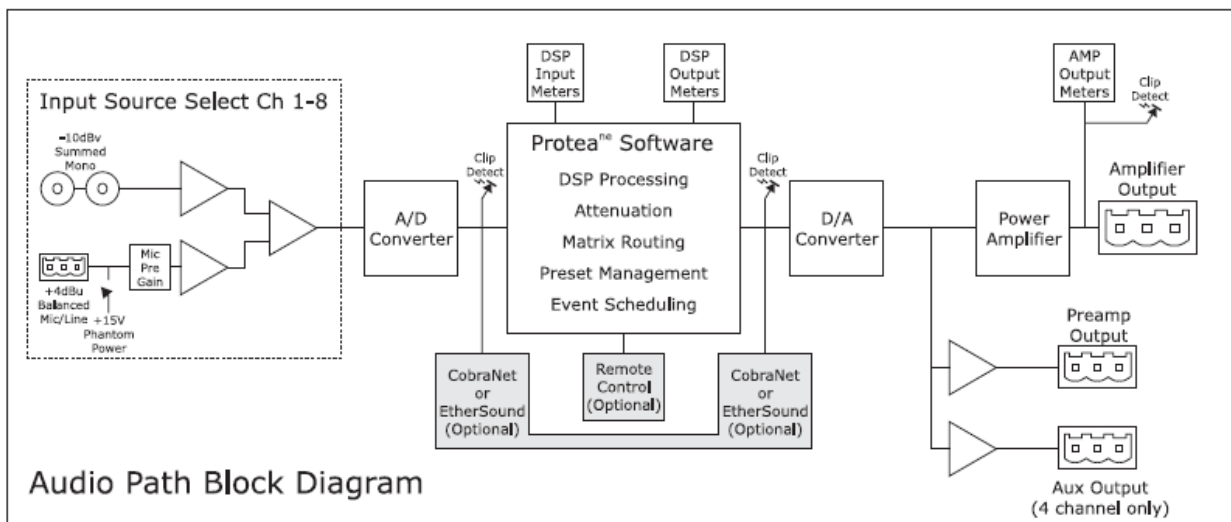 Input Source Select Ch 1-8
−10dBv
Summed
Mono
+4dBu
Balanced
Mic/Line
+15V
Phantom
Power
Mic
Pre
Gain
A/D
Converter
Clip
Detect
DSP
Input
Meters
DSP
Output
Meters
Protea^ne Software
DSP Processing
Attenuation
Matrix Routing
Preset Management
Event Scheduling
CobraNet
or
EtherSound
(Optional)
Remote
Control
(Optional)
CobraNet
or
EtherSound
(Optional)
Clip
Detect
D/A
Converter
Power
Amplifier
AMP
Output
Meters
Clip
Detect
Amplifier
Output
Preamp
Output
Aux Output
(4 channel only)
Audio Path Block Diagram